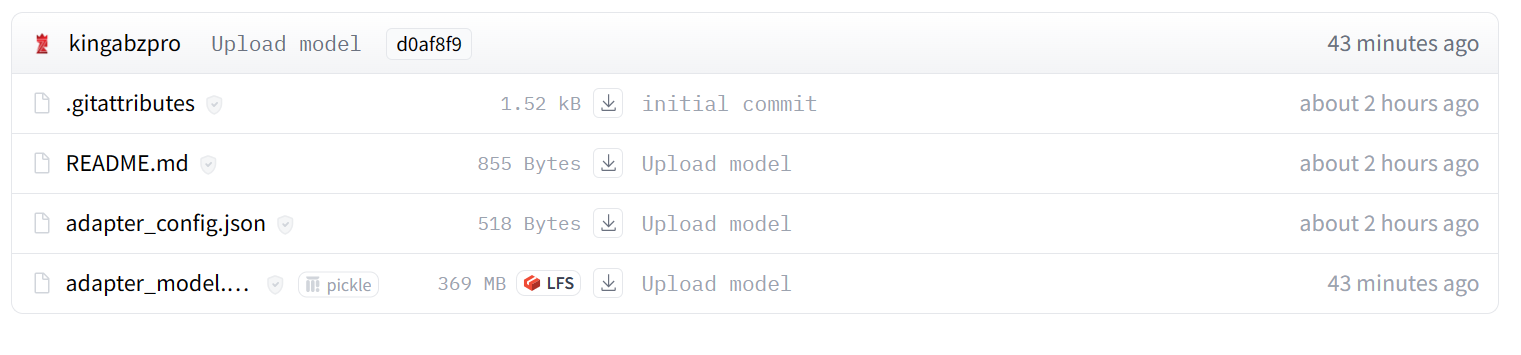 kingabzpro Upload model d0af8f9 43 minutes ago
.gitattributes 1.52 kB initial commit about 2 hours ago
README.md 855 Bytes Upload model about 2 hours ago
adapter_config.json 518 Bytes Upload model about 2 hours ago
adapter_model.… pickle 369 MB LFS Upload model 43 minutes ago